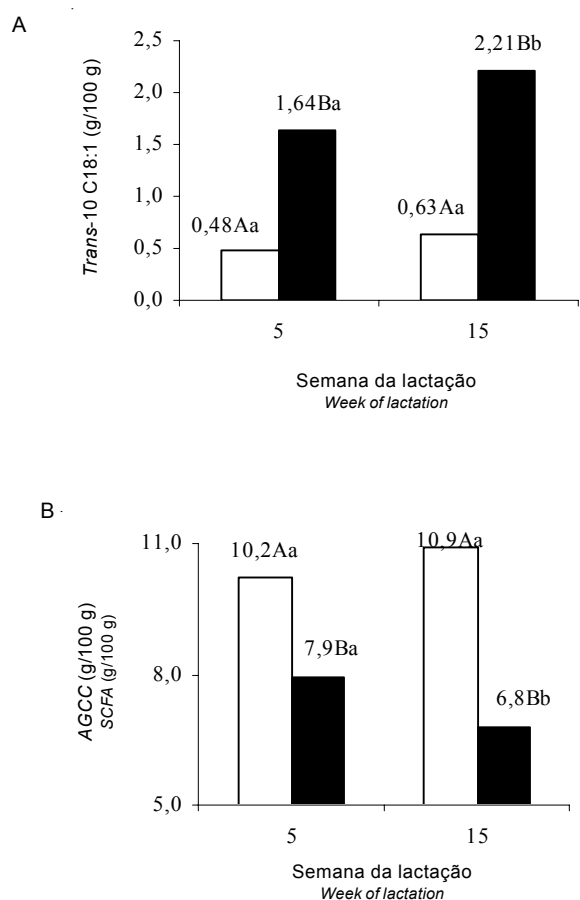 A
Trans-10 C18:1 (g/100 g)
2,5
2,0
1,5
1,0
0,5
0,0
0,48Aa
1,64Ba
0,63Aa
2,21Bb
5
15
Semana da lactação
Week of lactation
B
AGCC (g/100 g)
SCFA (g/100 g)
11,0
8,0
5,0
10,2Aa
7,9Ba
10,9Aa
6,8Bb
5
15
Semana da lactação
Week of lactation